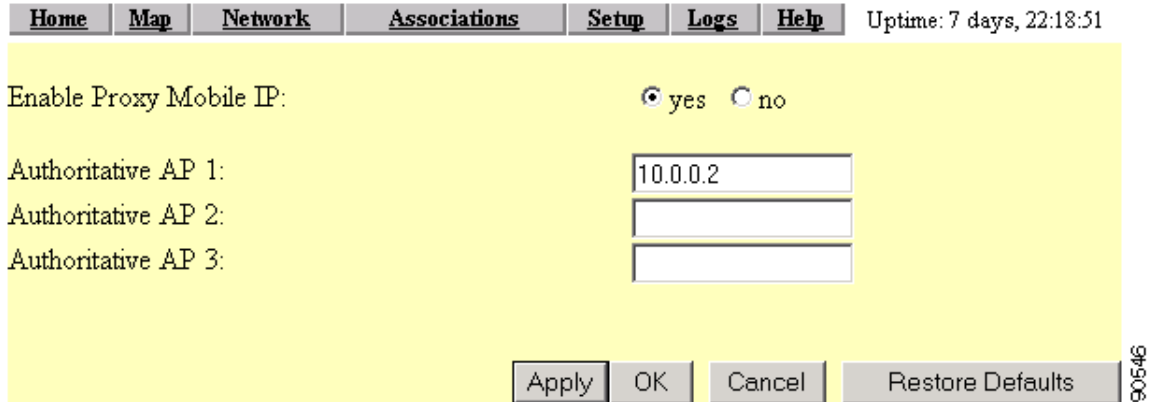 Home Map Network Associations Setup Logs Help Uptime: 7 days, 22:18:51
Enable Proxy Mobile IP: yes no
Authoritative AP 1: 10.0.0.2
Authoritative AP 2:
Authoritative AP 3:
Apply OK Cancel Restore Defaults
90546